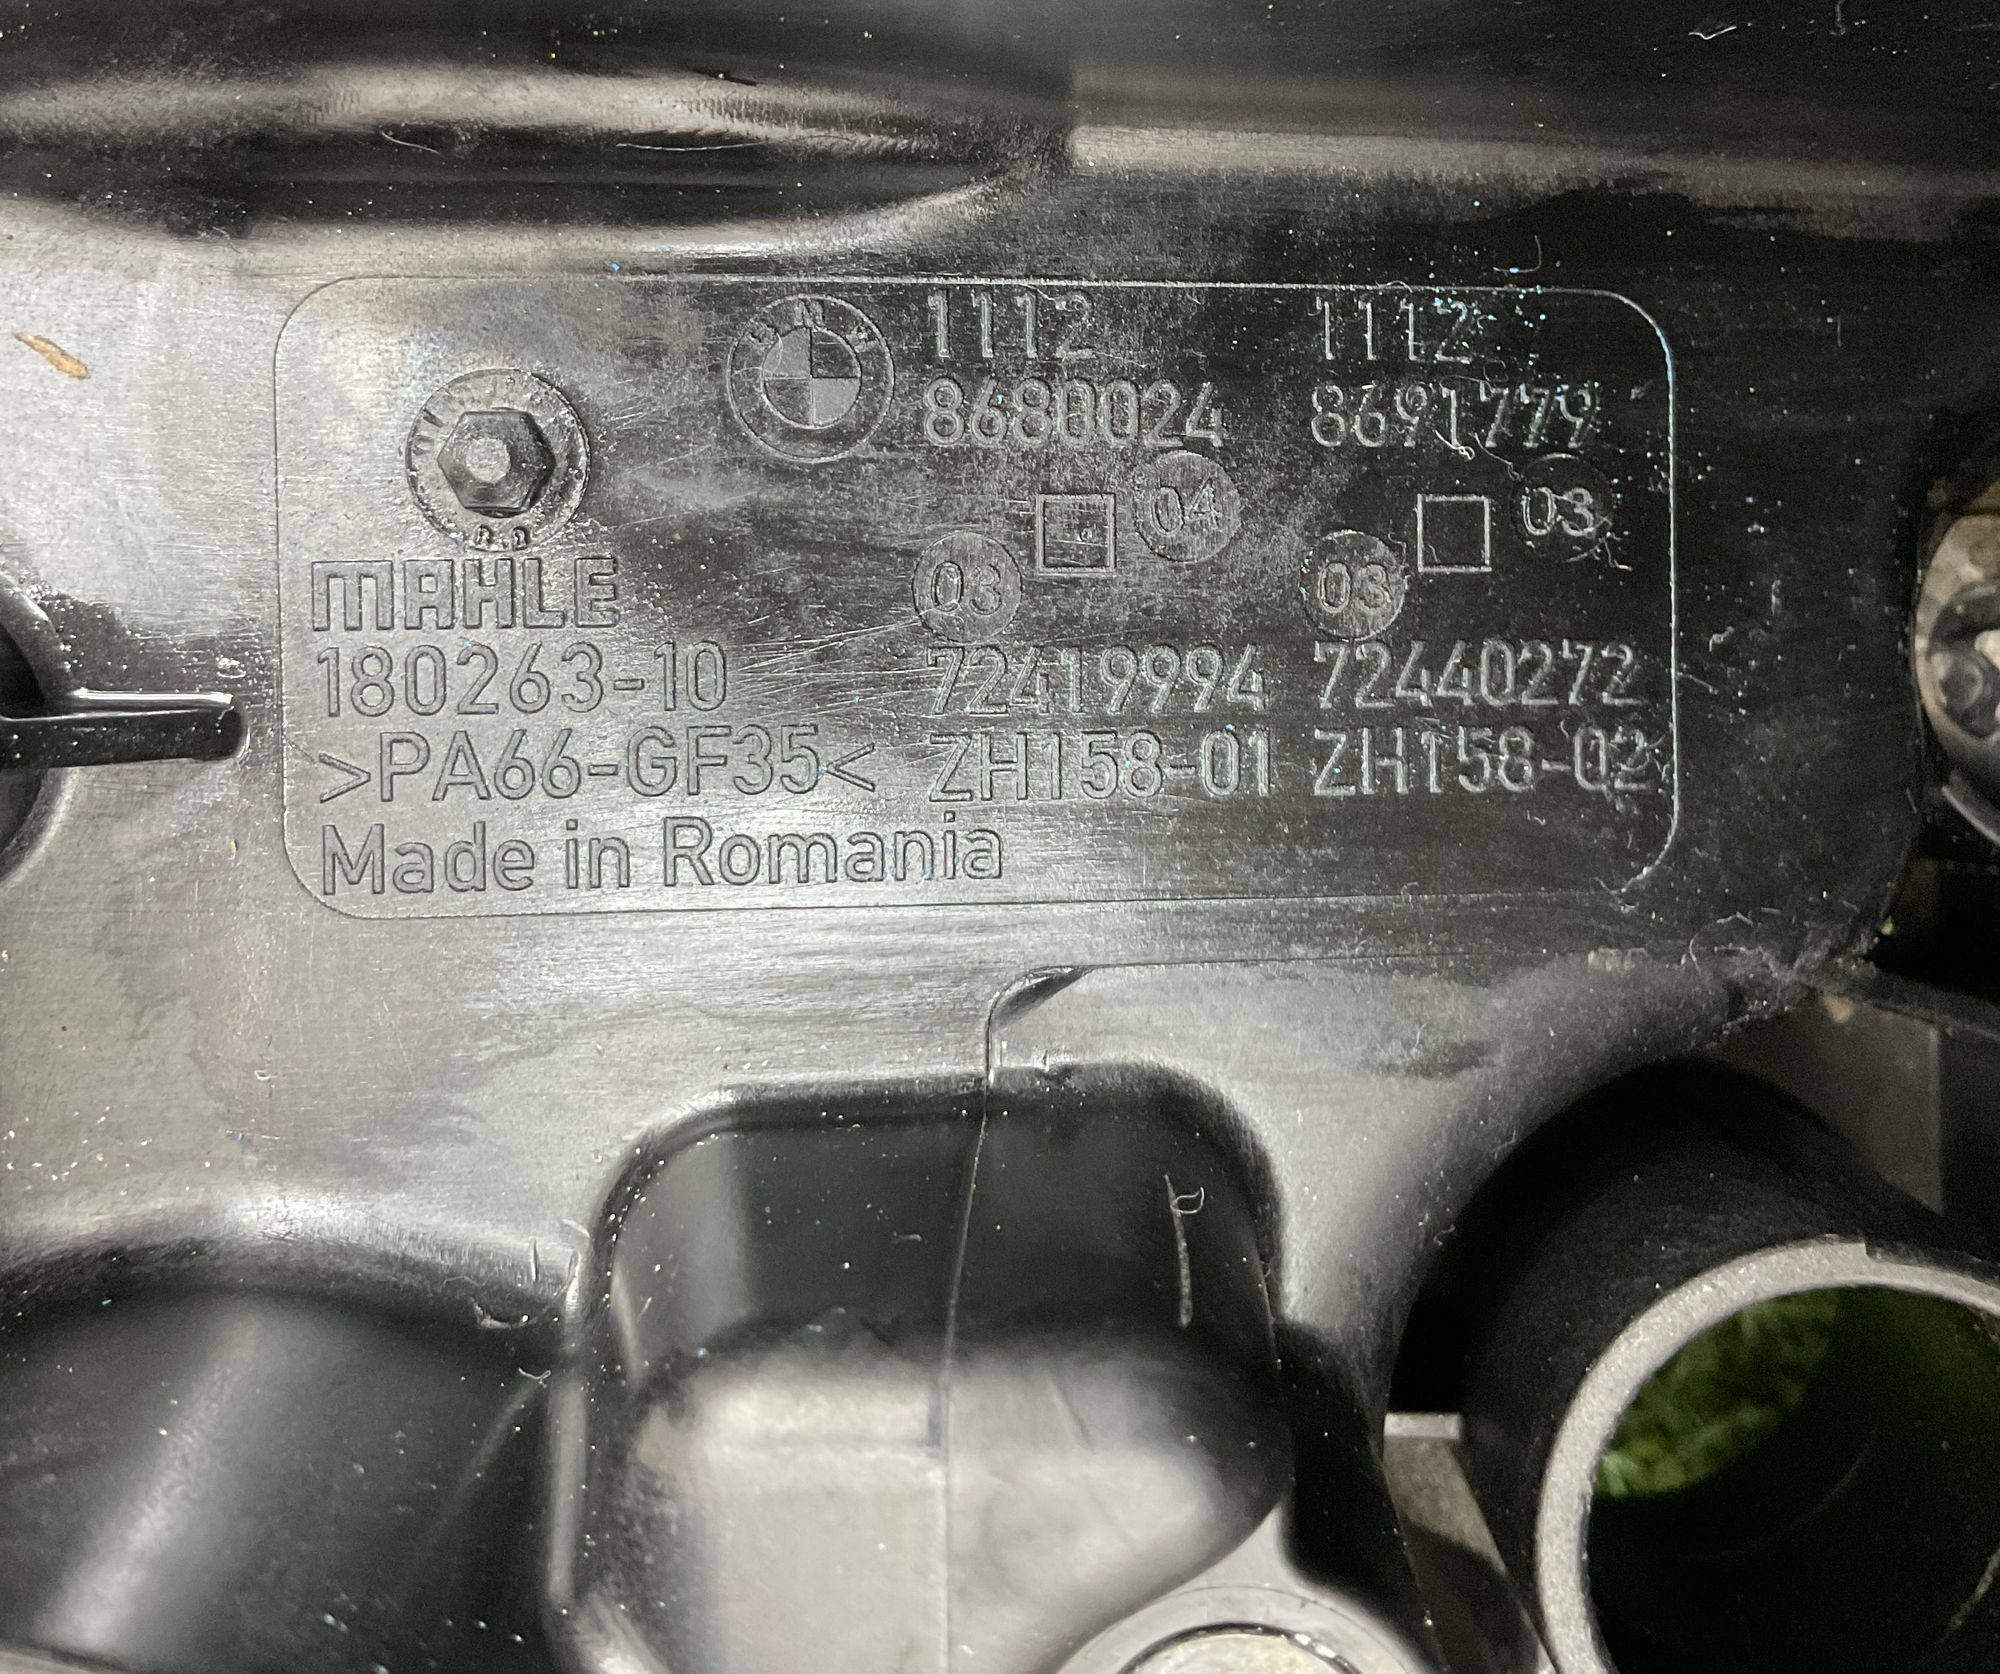 BMW
1112 1112
8680024 8691779
04 03
03 03
MAHLE
180263-10 72419994 72440272
>PA66-GF35< ZH158-01 ZH158-02
Made in Romania